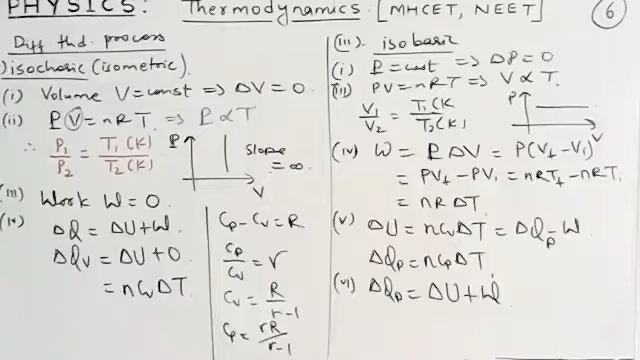 PHYSICS: Thermodynamics [MHCET, NEET] 6
Diff thd. process
) isochoric (isometric)
(i) Volume V = const => ΔV = 0
(ii) PV = nRT => P ∝ T
∴ P1/P2 = T1(K)/T2(K)
P
V
slope = ∞
(iii) Work W = 0.
(iv) ΔQ = ΔU + W
ΔQv = ΔU + 0
= nCvΔT
Cp - Cv = R
Cp/Cv = r
Cv = R/r-1
Cp = rR/r-1
(iii). isobaric
(i) P = const => ΔP = 0
(ii) PV = nRT => V ∝ T.
V1/V2 = T1(K/T2(K)
P
V
(iv) W = PΔV = P(Vf - Vi)
= PVf - PVi = nRTf - nRTi
= nRΔT
(v) ΔU = nCvΔT = ΔQp - W
ΔQp = nCpΔT
(vi) ΔQp = ΔU + W